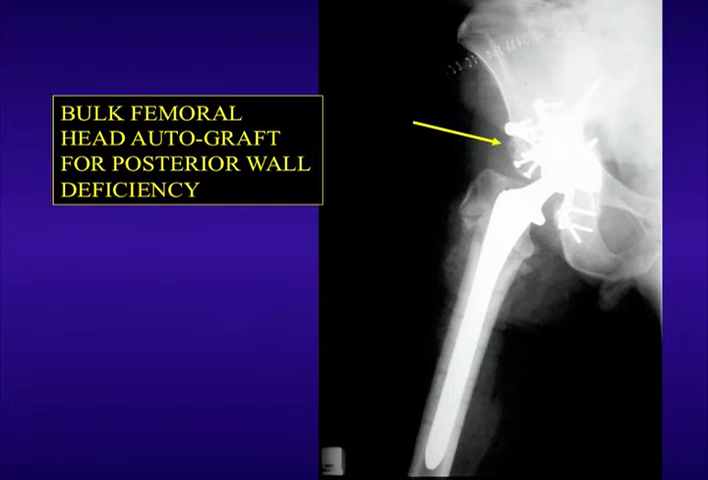 BULK FEMORAL
HEAD AUTO-GRAFT
FOR POSTERIOR WALL
DEFICIENCY